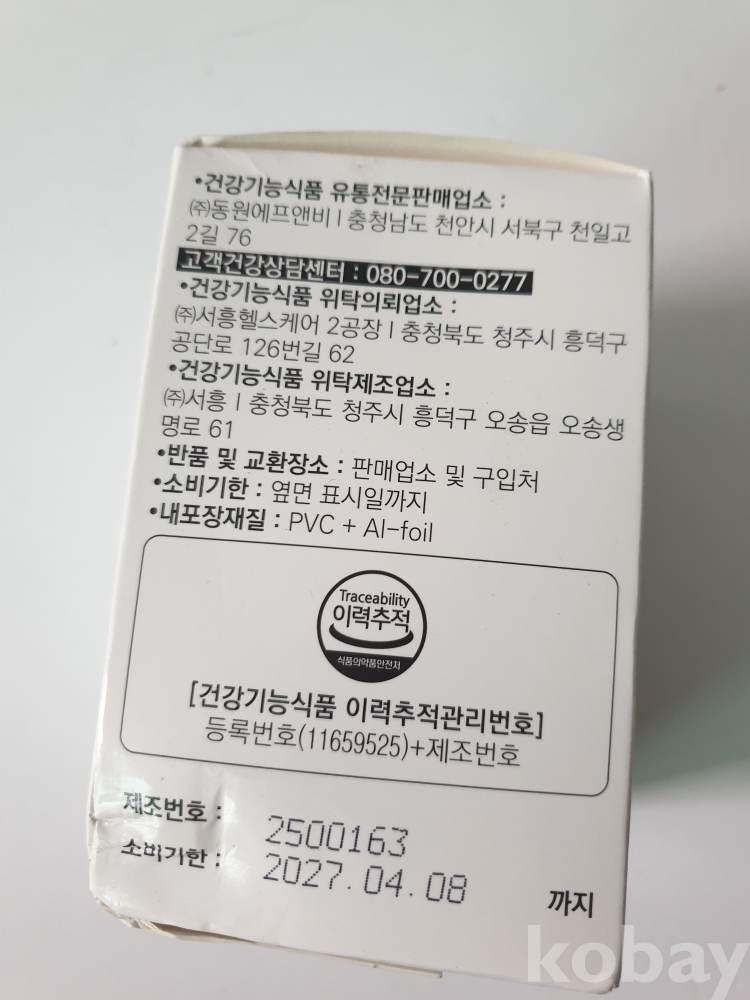 •건강기능식품 유통전문판매업소 :
㈜동원에프앤비 | 충청남도 천안시 서북구 천일고
2길 76
고객건강상담센터 : 080-700-0277
•건강기능식품 위탁의뢰업소 :
㈜서흥헬스케어 2공장 | 충청북도 청주시 흥덕구
공단로 126번길 62
•건강기능식품 위탁제조업소 :
㈜서흥 | 충청북도 청주시 흥덕구 오송읍 오송생
명로 61
•반품 및 교환장소 : 판매업소 및 구입처
•소비기한 : 옆면 표시일까지
•내포장재질 : PVC + Al-foil
Traceability
이력추적
식품의약품안전처
[건강기능식품 이력추적관리번호]
등록번호(11659525)+제조번호
제조번호 : 2500163
소비기한 : 2027.04.08 까지
kobay